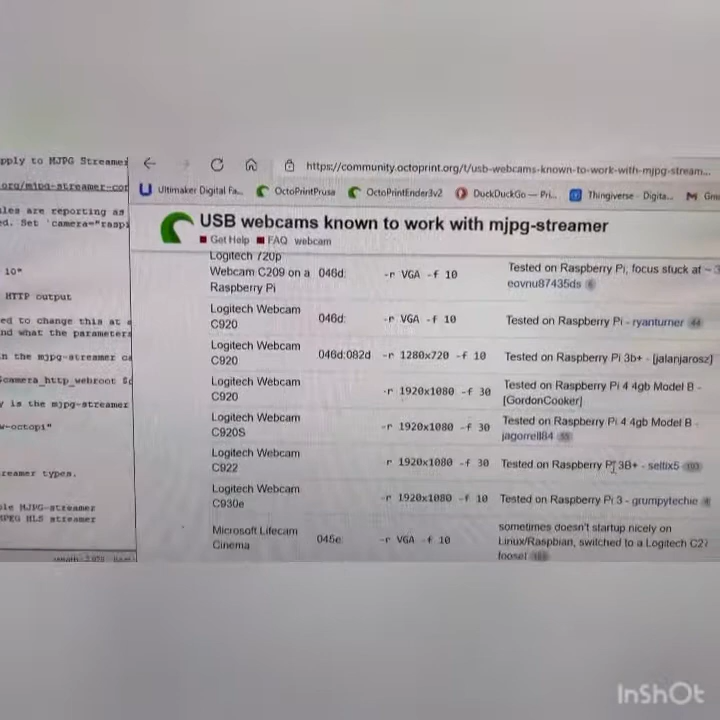 pply to MJPG Streamer
https://community.octoprint.org/t/usb-webcams-known-to-work-with-mjpg-stream...
org/mjpg-streamer-con
Ultimaker Digital Fa...
OctoPrintPrusa
OctoPrintEnder3v2
DuckDuckGo — Pri...
Thingiverse - Digita...
Gm
les are reporting as
ed. Set `camera="raspi
USB webcams known to work with mjpg-streamer
Get Help FAQ webcam
10"
HTTP output
ed to change this at a
nd what the parameters
in the mjpg-streamer ca
camera_http_webroot
y is the mjpg-streamer
w-octopi"
reamer types.
ble MJPG-streamer
MPEG HLS streamer
Logitech 720p
Webcam C209 on a 046d: -r VGA -f 10 Tested on Raspberry Pi, focus stuck at ~ 3
Raspberry Pi eovnu87435ds
Logitech Webcam
C920 046d: -r VGA -f 10 Tested on Raspberry Pi - ryanturner
Logitech Webcam
C920 046d:082d -r 1280x720 -f 10 Tested on Raspberry Pi 3b+ - [jalanjarosz]
Logitech Webcam
C920 -r 1920x1080 -f 30 Tested on Raspberry Pi 4 4gb Model B -
[GordonCooker]
Logitech Webcam
C920S -r 1920x1080 -f 30 Tested on Raspberry Pi 4 4gb Model B -
jagorrell84
Logitech Webcam
C922 -r 1920x1080 -f 30 Tested on Raspberry Pi 3B+ - seltix5
Logitech Webcam
C930e -r 1920x1080 -f 10 Tested on Raspberry Pi 3 - grumpytechie
Microsoft Lifecam
Cinema 045e: -r VGA -f 10 sometimes doesn't startup nicely on
Linux/Raspbian, switched to a Logitech C27
foosel
InShOt